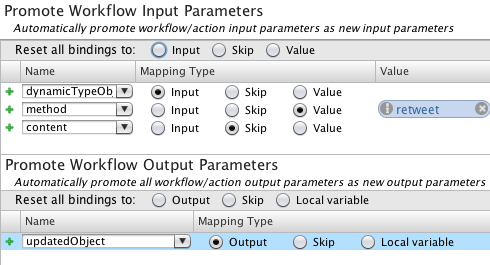 Promote Workflow Input Parameters
Automatically promote workflow/action input parameters as new input parameters
Reset all bindings to: Input Skip Value
Name Mapping Type Value
dynamicTypeOb Input Skip Value
method Input Skip Value retweet
content Input Skip Value
Promote Workflow Output Parameters
Automatically promote all workflow/action output parameters as new output parameters
Reset all bindings to: Output Skip Local variable
Name Mapping Type
updatedObject Output Skip Local variable